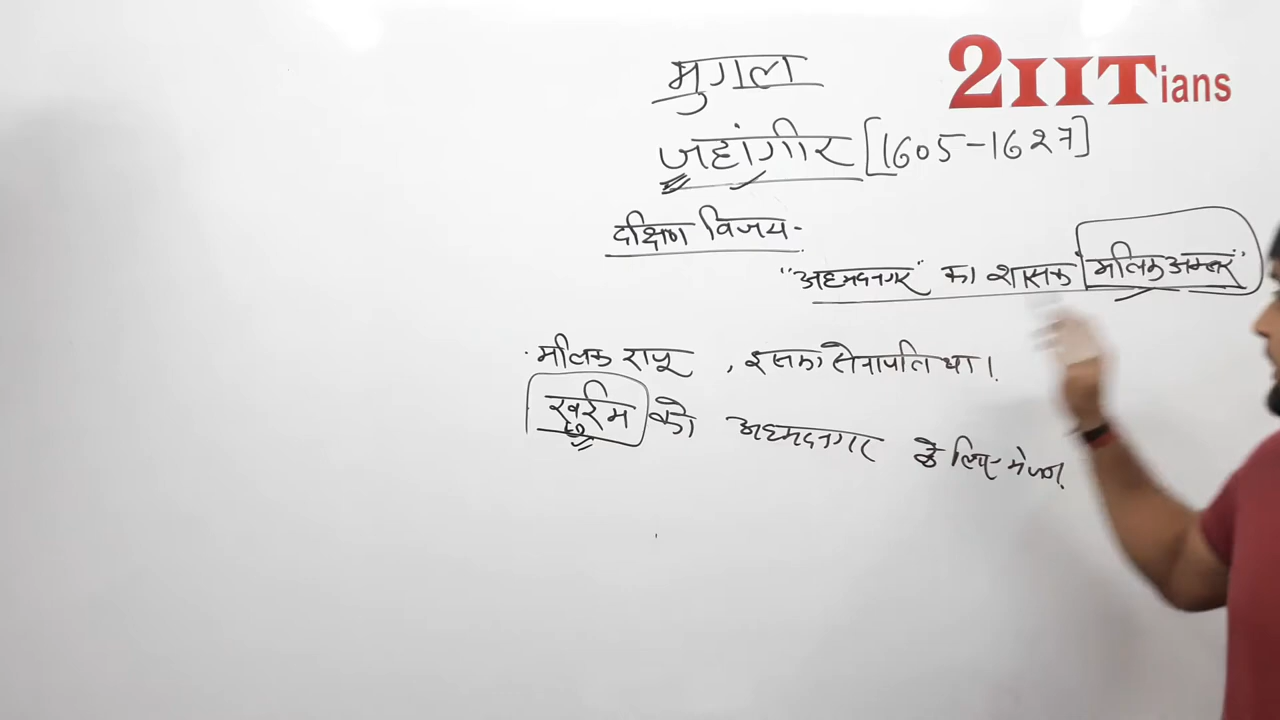 मुगल
2IITians
जहांगीर [1605-1627]
दक्षिण विजय-
"अहमदनगर" का शासक "मलिक अम्बर"
· मलिक राजू , इसका सेनापति था।
खुर्रम को अहमदनगर के लिए भेजा